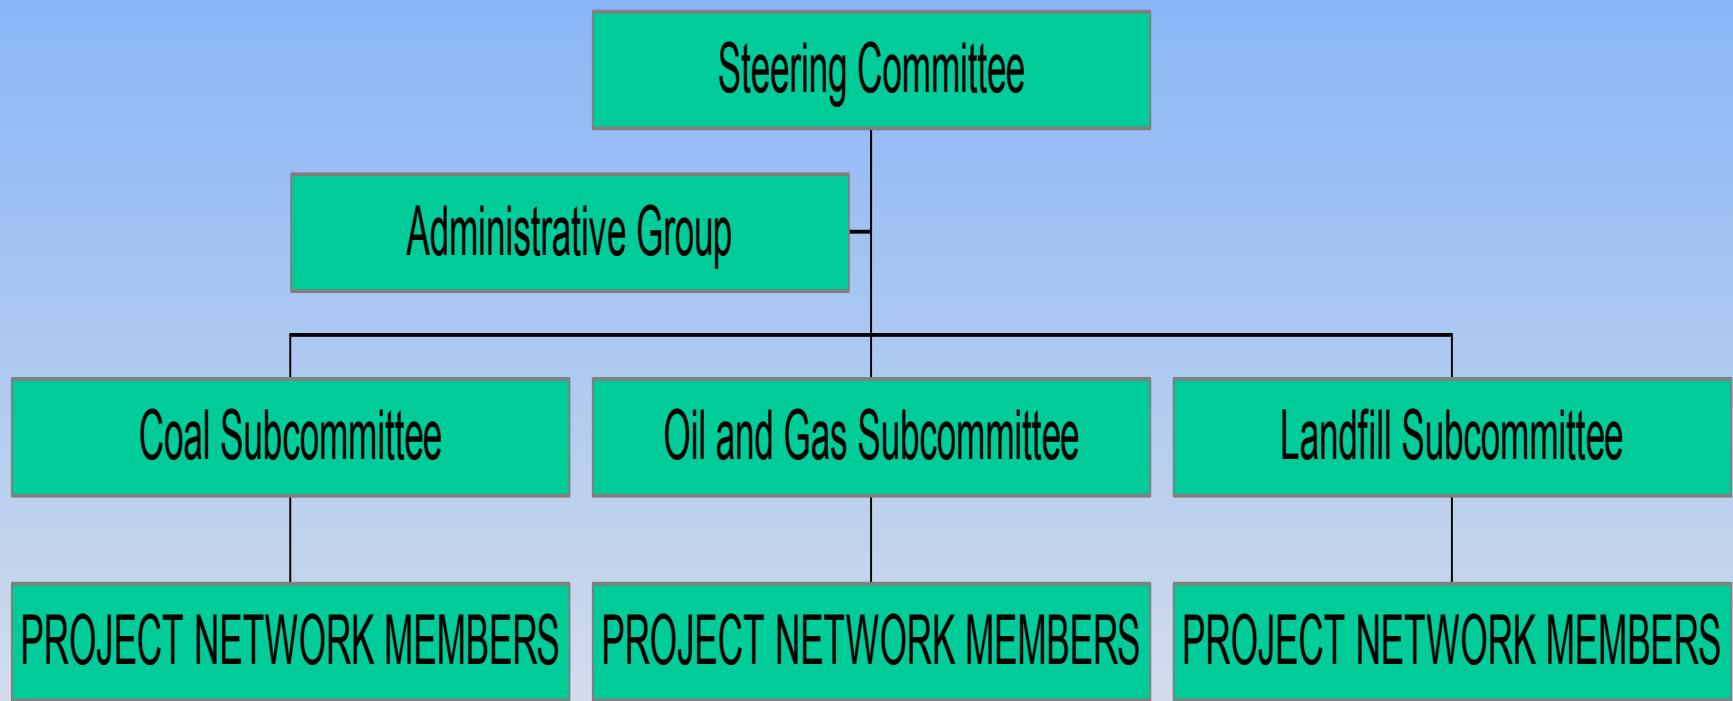 Steering Committee
Administrative Group
Coal Subcommittee
Oil and Gas Subcommittee
Landfill Subcommittee
PROJECT NETWORK MEMBERS
PROJECT NETWORK MEMBERS
PROJECT NETWORK MEMBERS